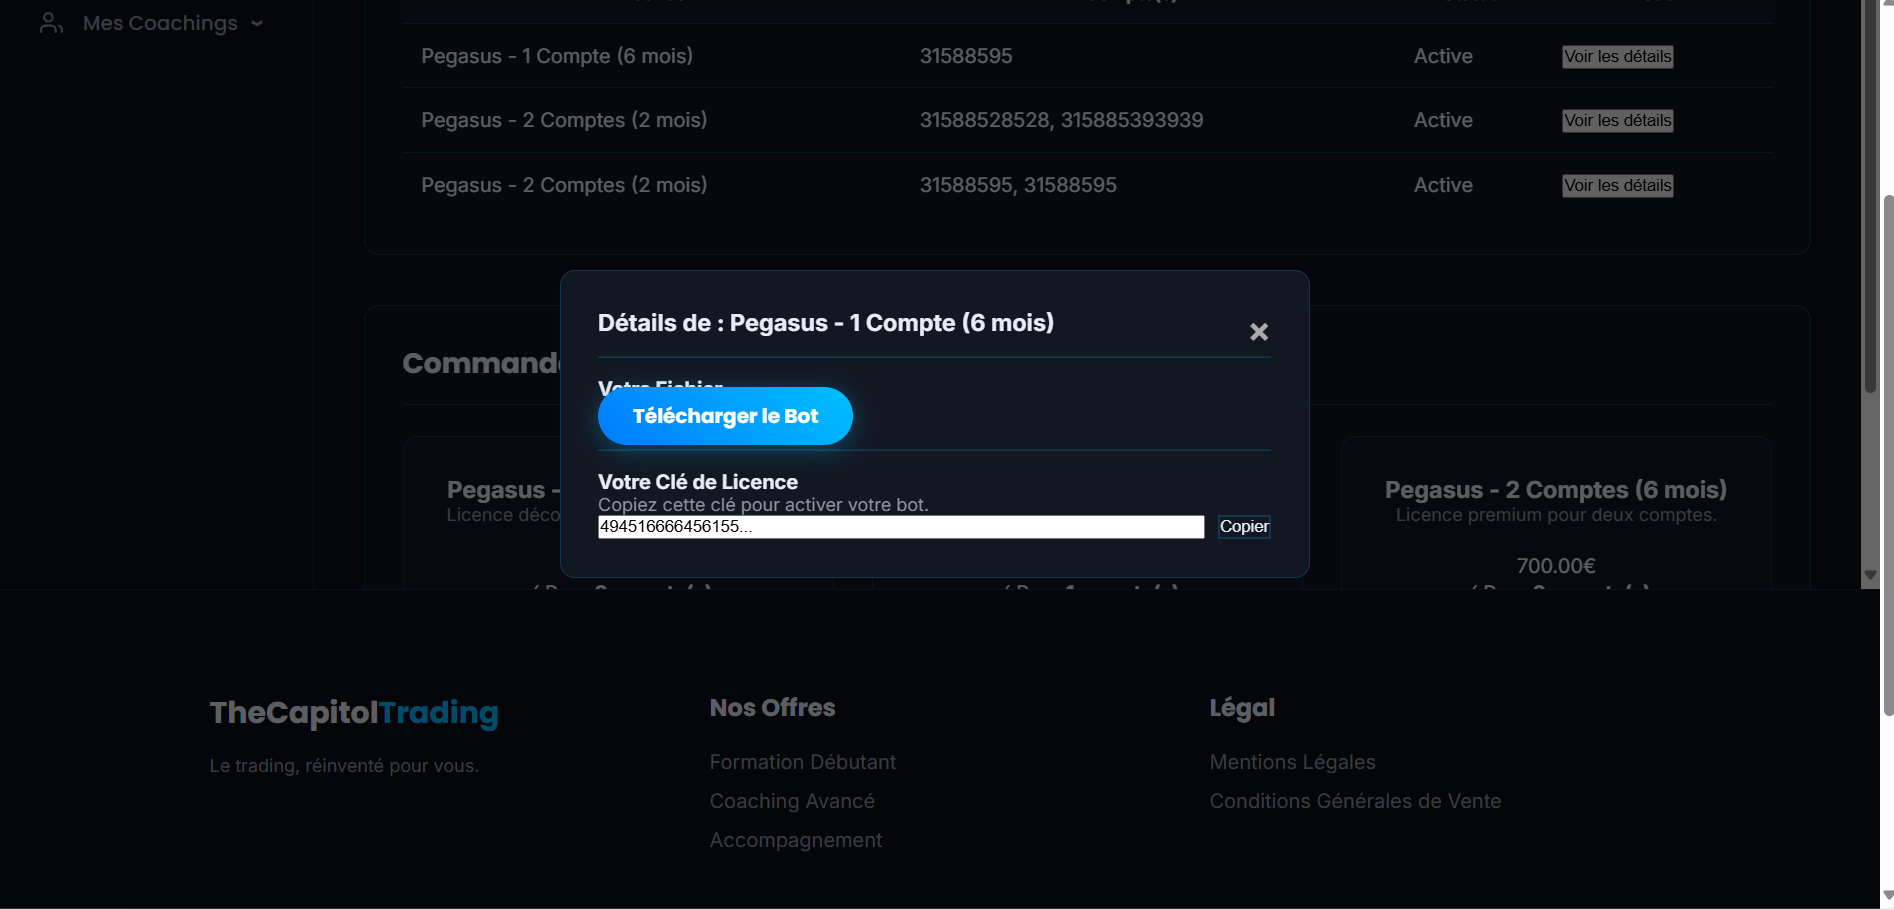 Mes Coachings
Pegasus - 1 Compte (6 mois) 31588595 Active Voir les détails
Pegasus - 2 Comptes (2 mois) 31588528528, 315885393939 Active Voir les détails
Pegasus - 2 Comptes (2 mois) 31588595, 31588595 Active Voir les détails
Détails de : Pegasus - 1 Compte (6 mois)
Votre Fichier
Télécharger le Bot
Votre Clé de Licence
Copiez cette clé pour activer votre bot.
494516666456155... Copier
Command
Pegasus -
Licence déco
Pegasus - 2 Comptes (6 mois)
Licence premium pour deux comptes.
700.00€
TheCapitolTrading
Le trading, réinventé pour vous.
Nos Offres
Formation Débutant
Coaching Avancé
Accompagnement
Légal
Mentions Légales
Conditions Générales de Vente